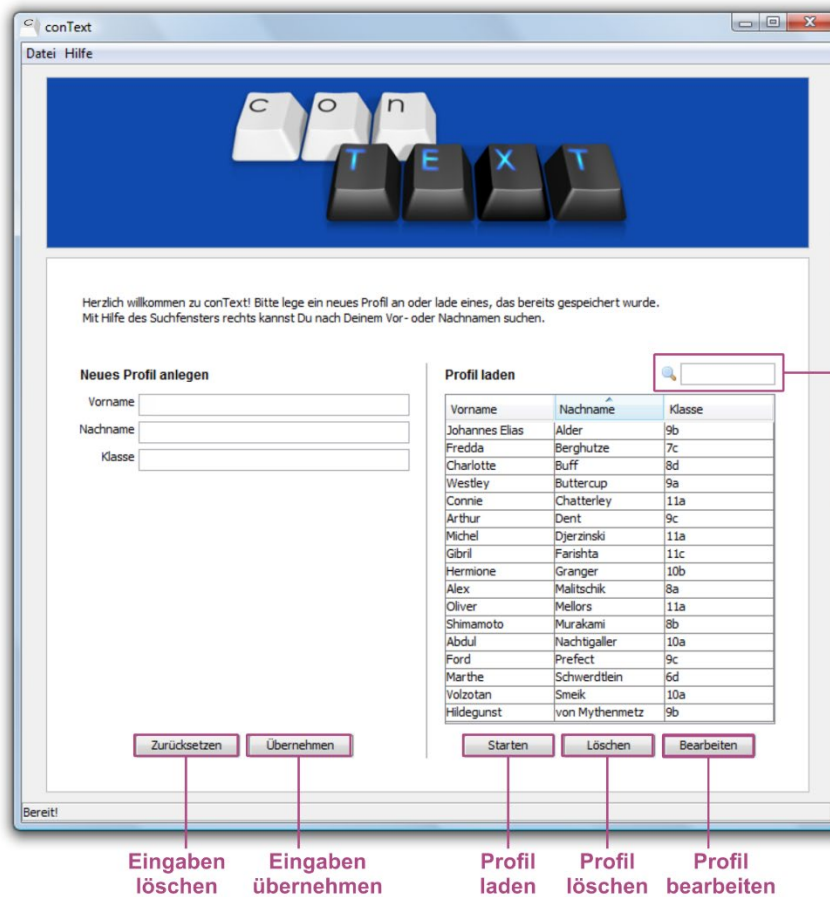 conText
Datei Hilfe
c o n
T E X T
Herzlich willkommen zu conText! Bitte lege ein neues Profil an oder lade eines, das bereits gespeichert wurde.
Mit Hilfe des Suchfensters rechts kannst Du nach Deinem Vor- oder Nachnamen suchen.
Neues Profil anlegen
Vorname
Nachname
Klasse
Profil laden
Vorname Nachname Klasse
Johannes Elias Alder 9b
Fredda Berghutze 7c
Charlotte Buff 8d
Westley Buttercup 9a
Connie Chatterley 11a
Arthur Dent 9c
Michel Djerzinski 11a
Gibril Farishta 11c
Hermione Granger 10b
Alex Malitschik 8a
Oliver Mellors 11a
Shimamoto Murakami 8b
Abdul Nachtigaller 10a
Ford Prefect 9c
Marthe Schwerdtlein 6d
Volzotan Smeik 10a
Hildegunst von Mythenmetz 9b
Zurücksetzen Übernehmen Starten Löschen Bearbeiten
Bereit!
Eingaben löschen
Eingaben übernehmen
Profil laden
Profil löschen
Profil bearbeiten